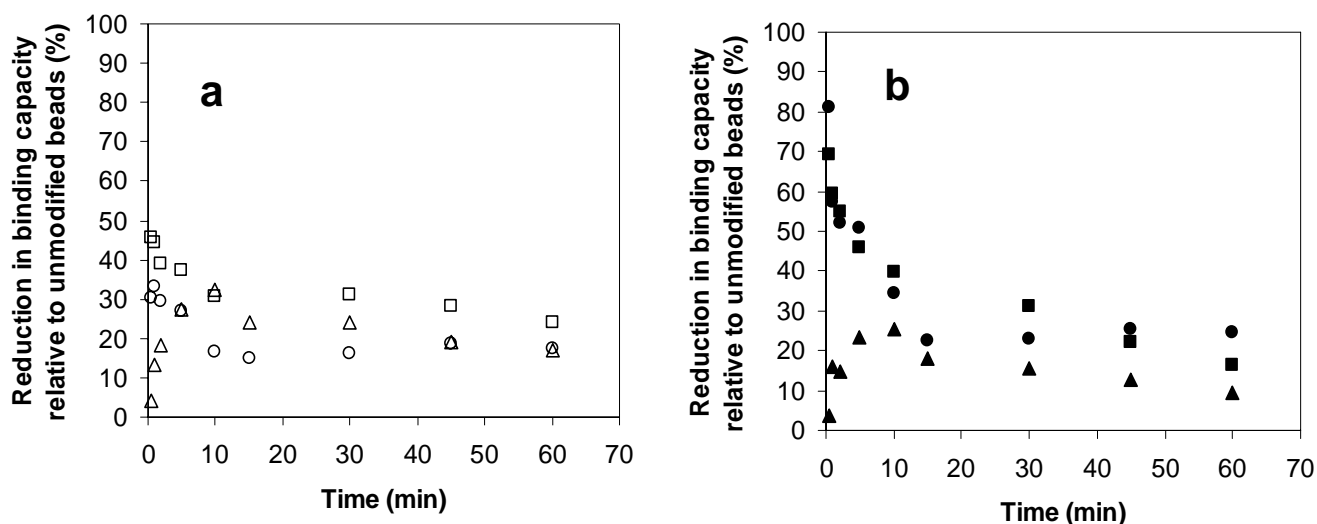 a
Reduction in binding capacity
relative to unmodified beads (%)
100
90
80
70
60
50
40
30
20
10
0
0 10 20 30 40 50 60 70
Time (min)
b
Reduction in binding capacity
relative to unmodified beads (%)
100
90
80
70
60
50
40
30
20
10
0
0 10 20 30 40 50 60 70
Time (min)